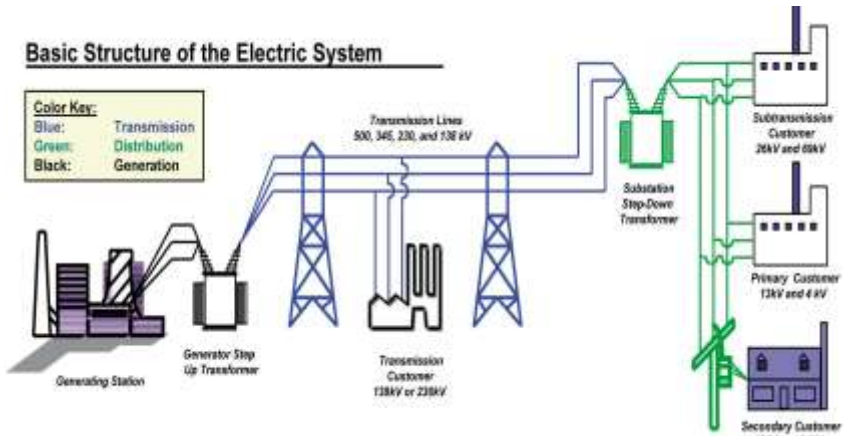 Basic Structure of the Electric System
Color Key:
Blue: Transmission
Green: Distribution
Black: Generation
Transmission Lines
500, 345, 230, and 138 kV
Substation
Step-Down
Transformer
Subtransmission
Customer
26kV and 69kV
Primary Customer
13kV and 4 kV
Generating Station
Generator Step
Up Transformer
Transmission
Customer
138kV or 230kV
Secondary Customer